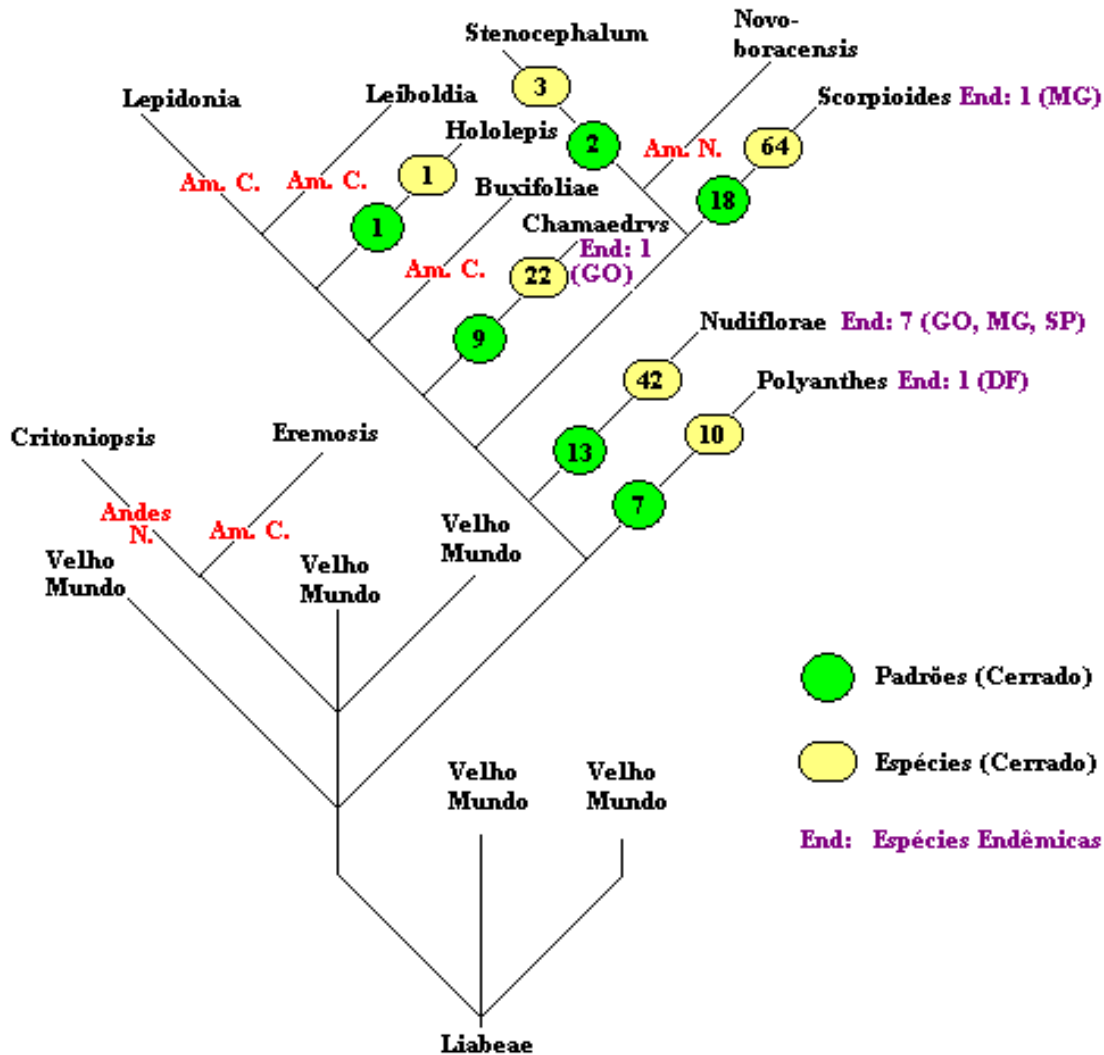 Stenocephalum
Novo-
boracensis
Lepidonia
Leiboldia
3
Scorpioides End: 1 (MG)
Hololepis
2
64
Am. N.
Am. C.
Am. C.
1
Buxifoliae
18
1
Chamaedrvs
End: 1
(GO)
Am. C.
22
9
Nudiflorae End: 7 (GO, MG, SP)
42
Polyanthes End: 1 (DF)
Critoniopsis
Eremosis
13
10
7
Andes
N.
Am. C.
Velho
Mundo
Velho
Mundo
Velho
Mundo
Padrões (Cerrado)
Espécies (Cerrado)
Velho
Mundo
Velho
Mundo
End: Espécies Endêmicas
Liabeae